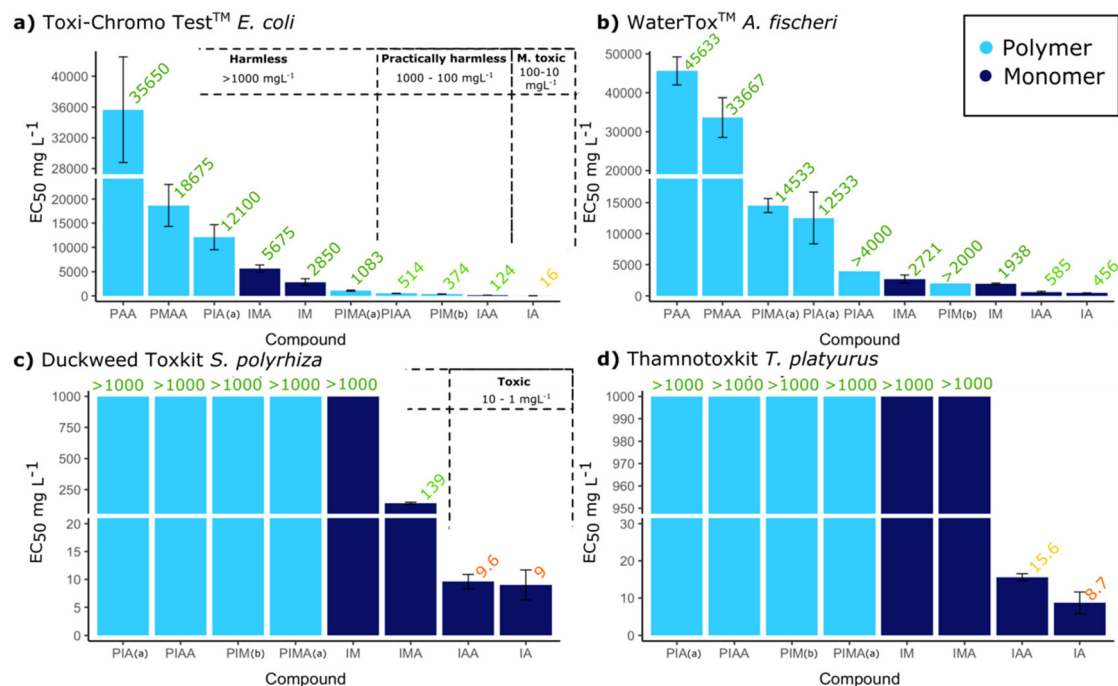 a) Toxi-Chromo Test™ E. coli
Harmless
>1000 mgL⁻¹
Practically harmless
1000 - 100 mgL⁻¹
M. toxic
100-10
mgL⁻¹
EC50 mg L⁻¹
40000
36000
32000
28000
20000
15000
10000
5000
0
35650
18675
12100
5675
2850
1083
514
374
124
16
PAA PMAA PIA(a) IMA IM PIMA(a) PIAA PIM(b) IAA IA
Compound
b) WaterTox™ A. fischeri
Polymer
Monomer
EC50 mg L⁻¹
50000
40000
30000
20000
15000
10000
5000
0
45633
33667
14533
12533
>4000
2721
>2000
1938
585
456
PAA PMAA PIMA(a) PIA(a) PIAA IMA PIM(b) IM IAA IA
Compound
c) Duckweed Toxkit S. polyrhiza
>1000 >1000 >1000 >1000 >1000
Toxic
10 - 1 mgL⁻¹
EC50 mg L⁻¹
1000
750
500
250
20
15
10
5
0
139
9.6
9
PIA(a) PIAA PIM(b) PIMA(a) IM IMA IAA IA
Compound
d) Thamnotoxkit T. platyurus
>1000 >1000 >1000 >1000 >1000 >1000
EC50 mg L⁻¹
1000
990
980
970
960
950
30
20
10
0
15.6
8.7
PIA(a) PIAA PIM(b) PIMA(a) IM IMA IAA IA
Compound